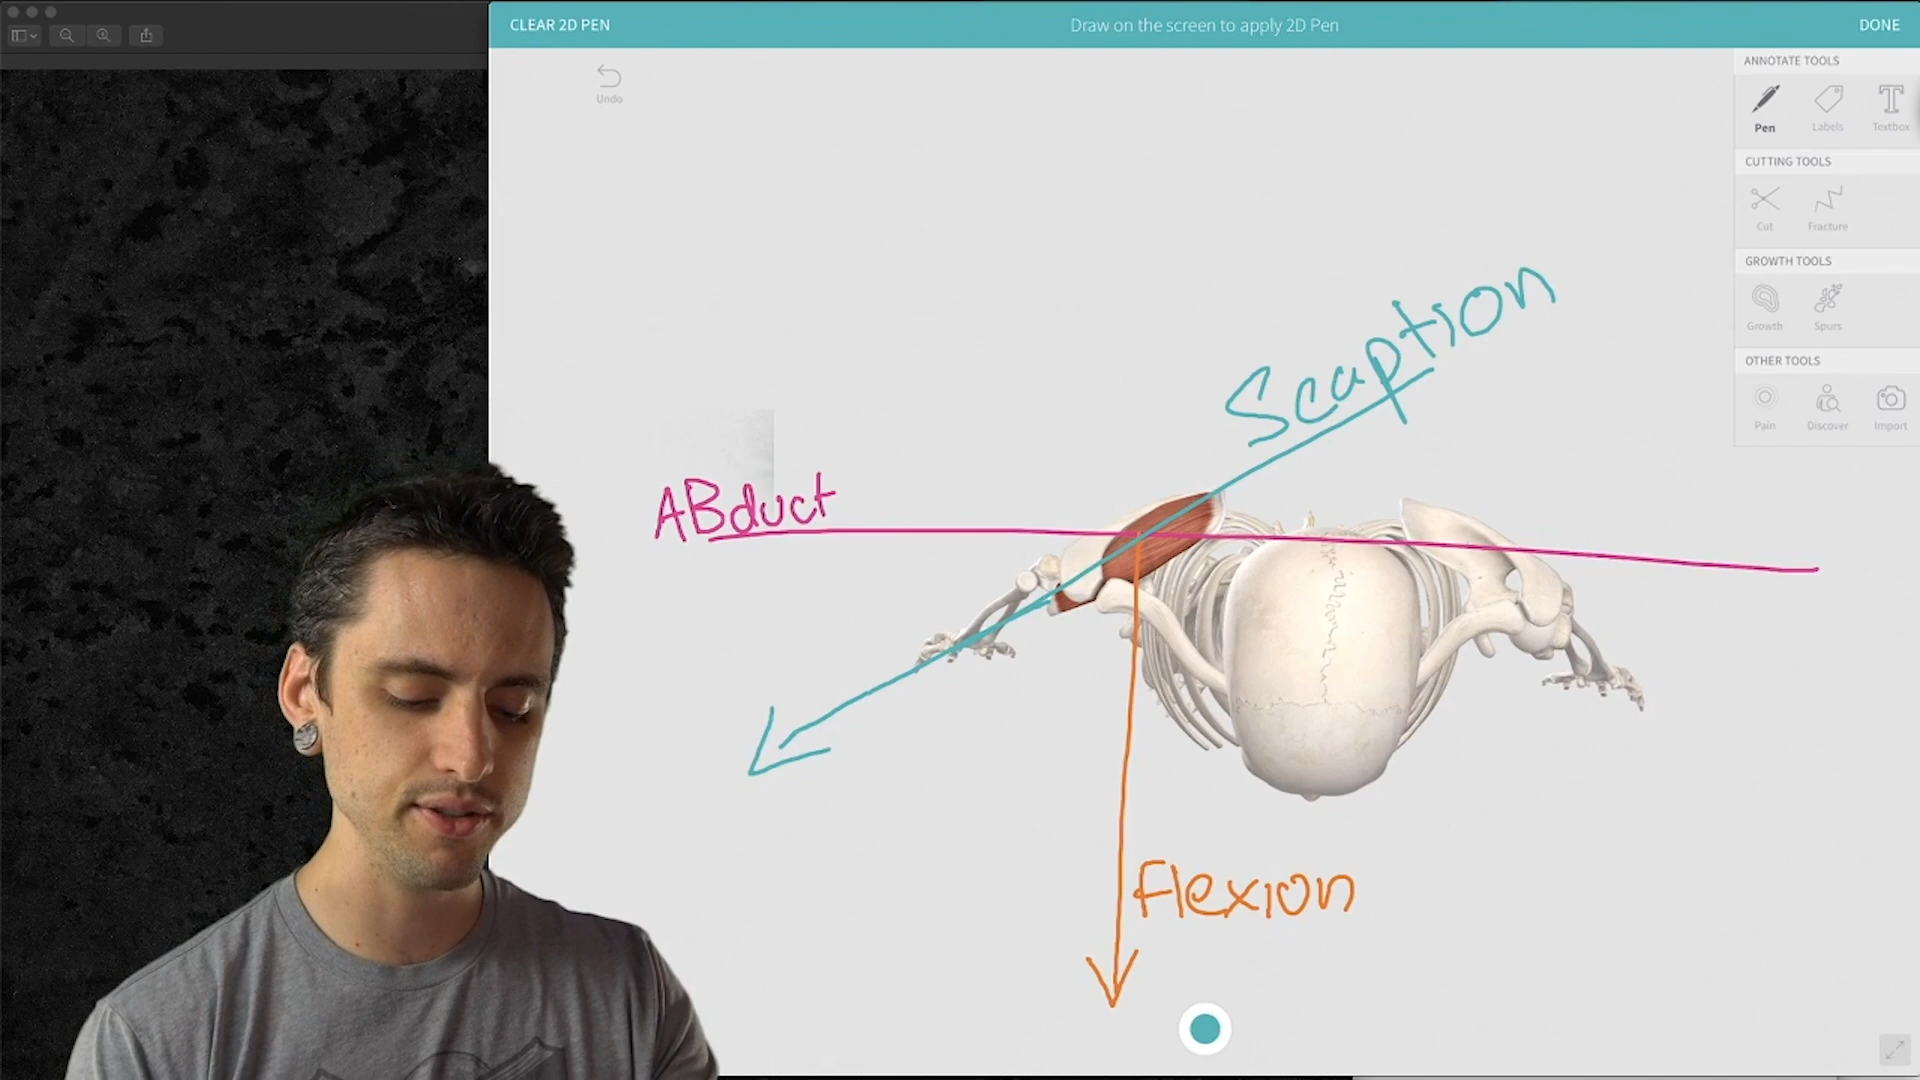 CLEAR 2D PEN
Draw on the screen to apply 2D Pen
DONE
Undo
ANNOTATE TOOLS
Pen
Labels
Textbox
CUTTING TOOLS
Cut
Fracture
GROWTH TOOLS
Growth
Spurs
OTHER TOOLS
Pain
Discover
Import
Scaption
ABduct
Flexion